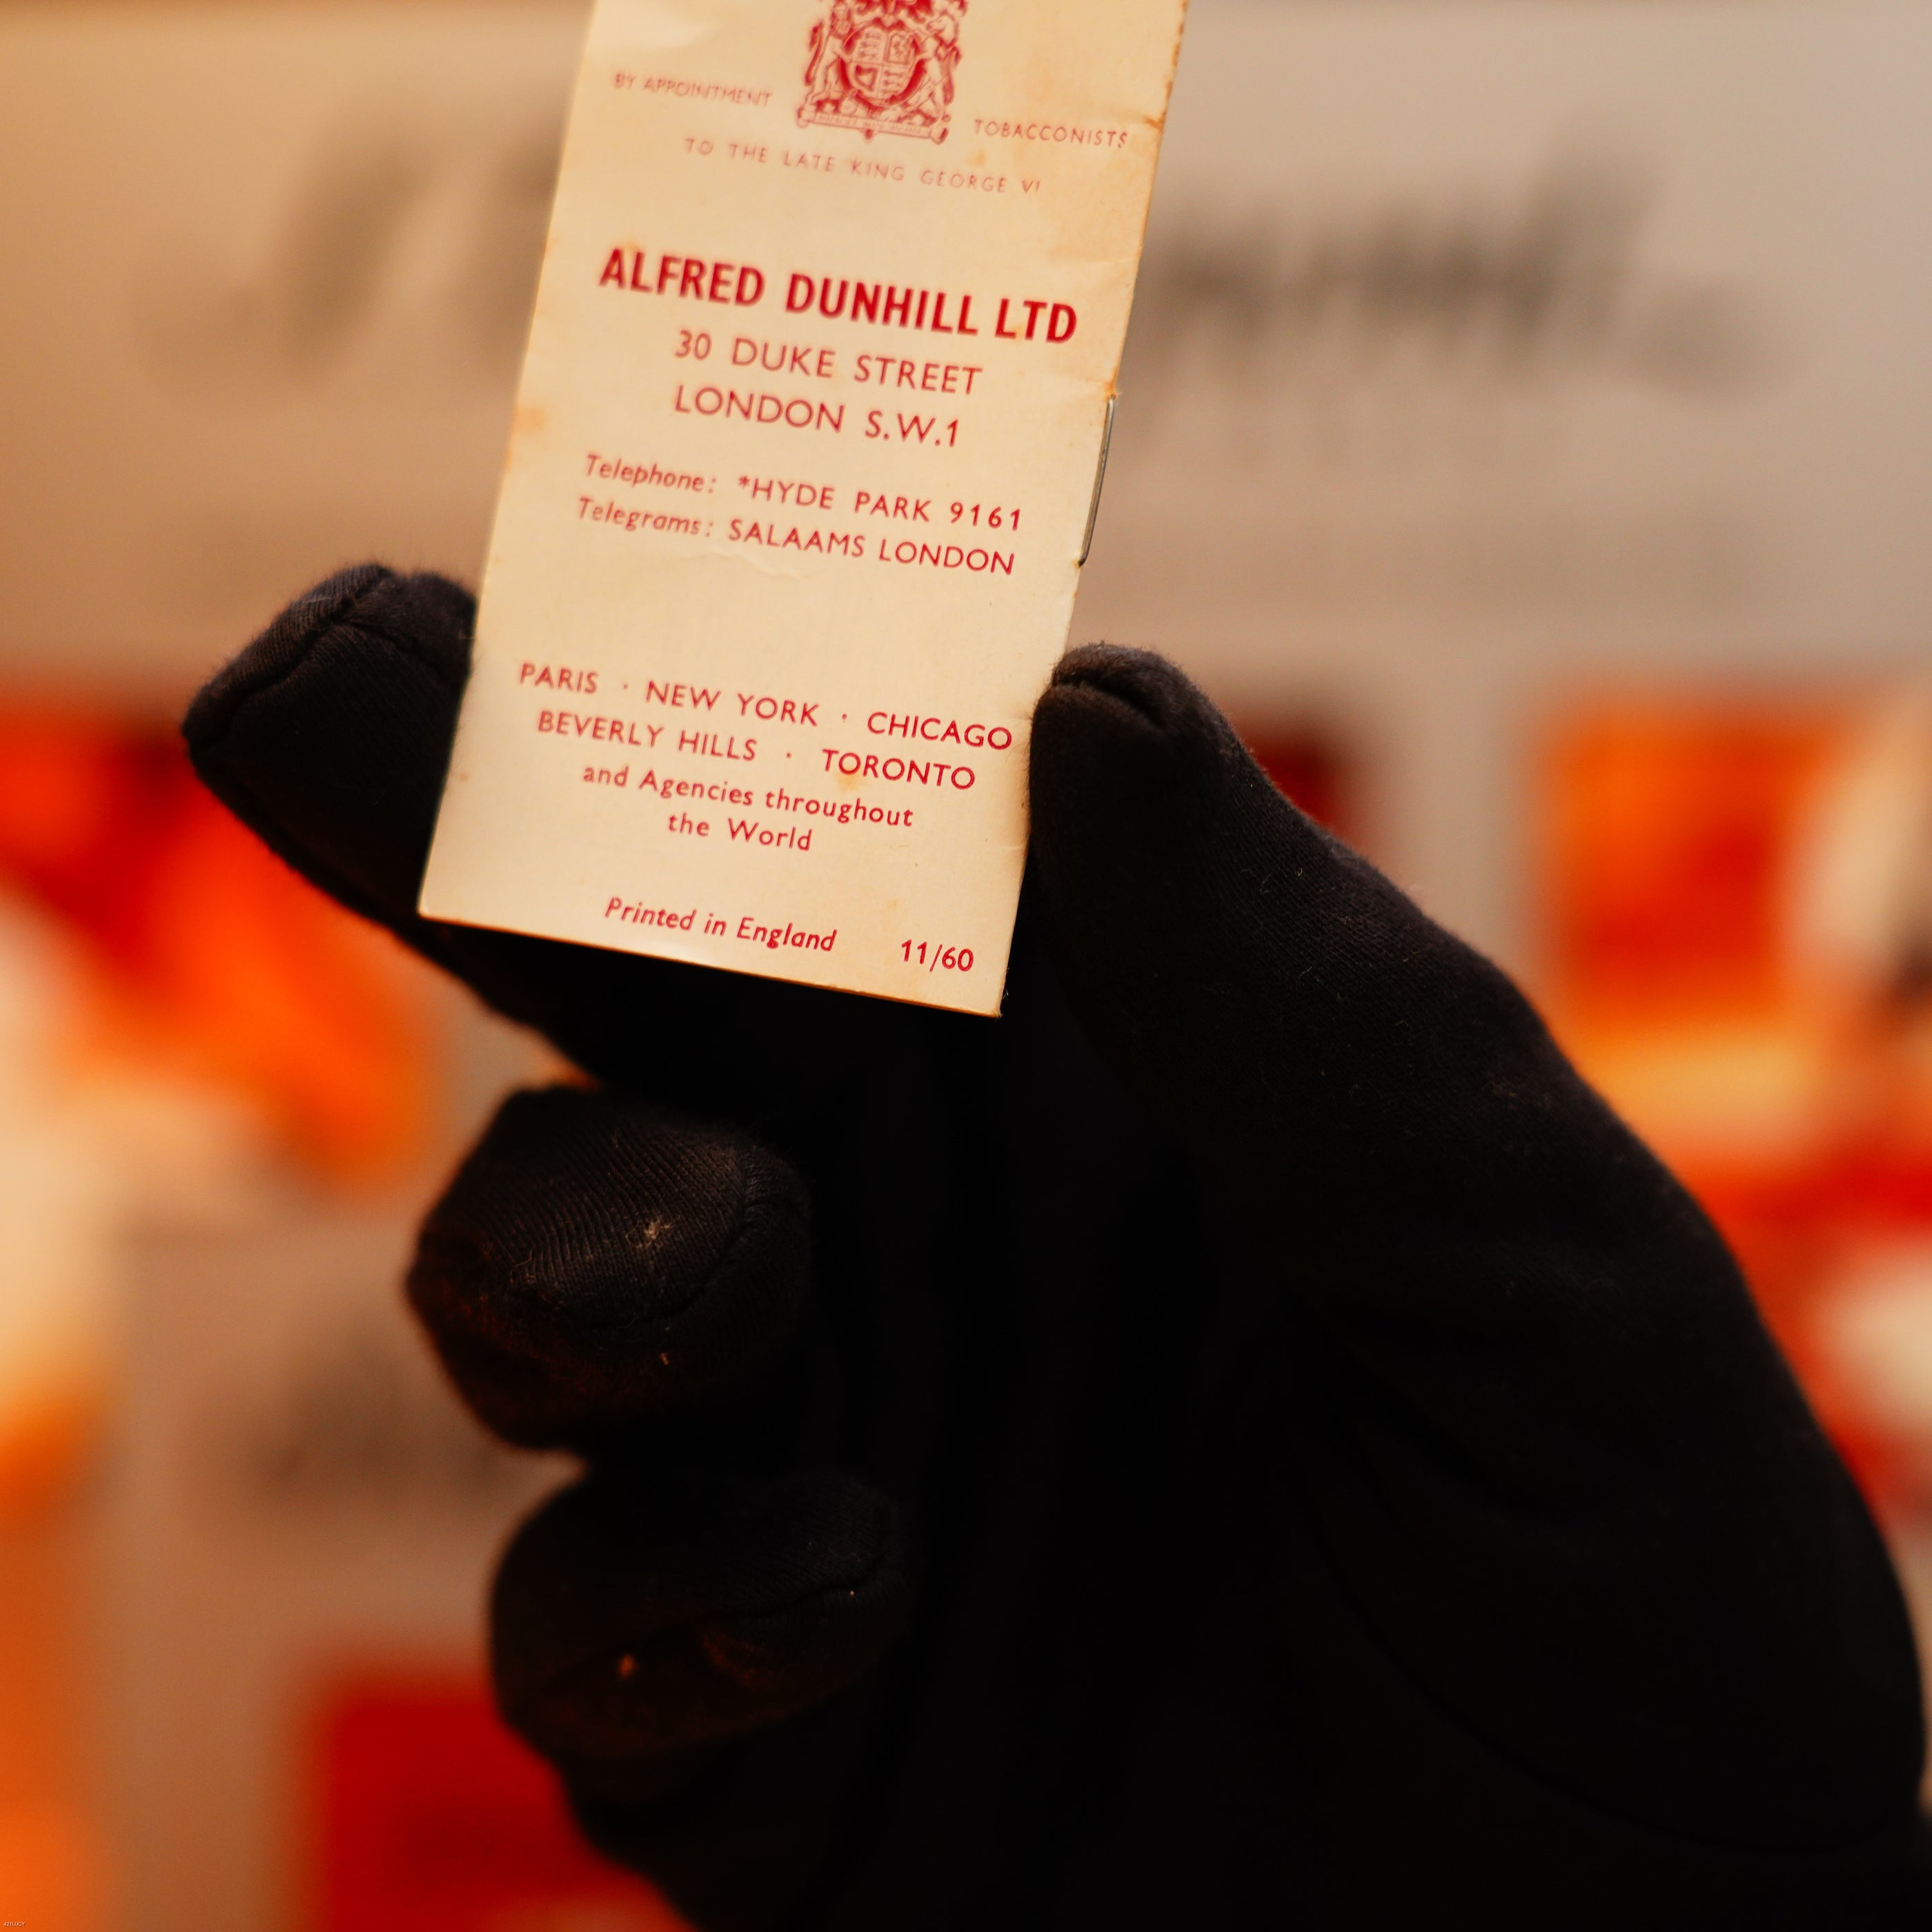 BY APPOINTMENT TOBACCONISTS
TO THE LATE KING GEORGE VI
ALFRED DUNHILL LTD
30 DUKE STREET
LONDON S.W.1
Telephone: *HYDE PARK 9161
Telegrams: SALAAMS LONDON
PARIS · NEW YORK · CHICAGO
BEVERLY HILLS · TORONTO
and Agencies throughout
the World
Printed in England 11/60